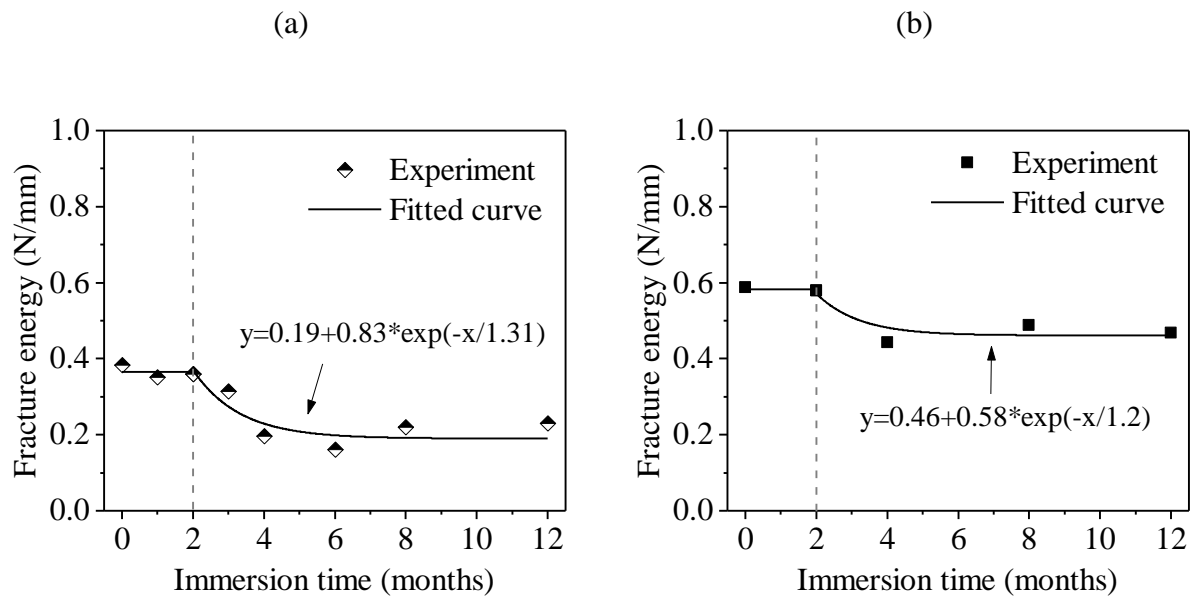 (a)
1.0
0.8
0.6
0.4
0.2
0.0
Fracture energy (N/mm)
Experiment
Fitted curve
y=0.19+0.83*exp(-x/1.31)
0 2 4 6 8 10 12
Immersion time (months)
(b)
1.0
0.8
0.6
0.4
0.2
0.0
Fracture energy (N/mm)
Experiment
Fitted curve
y=0.46+0.58*exp(-x/1.2)
0 2 4 6 8 10 12
Immersion time (months)